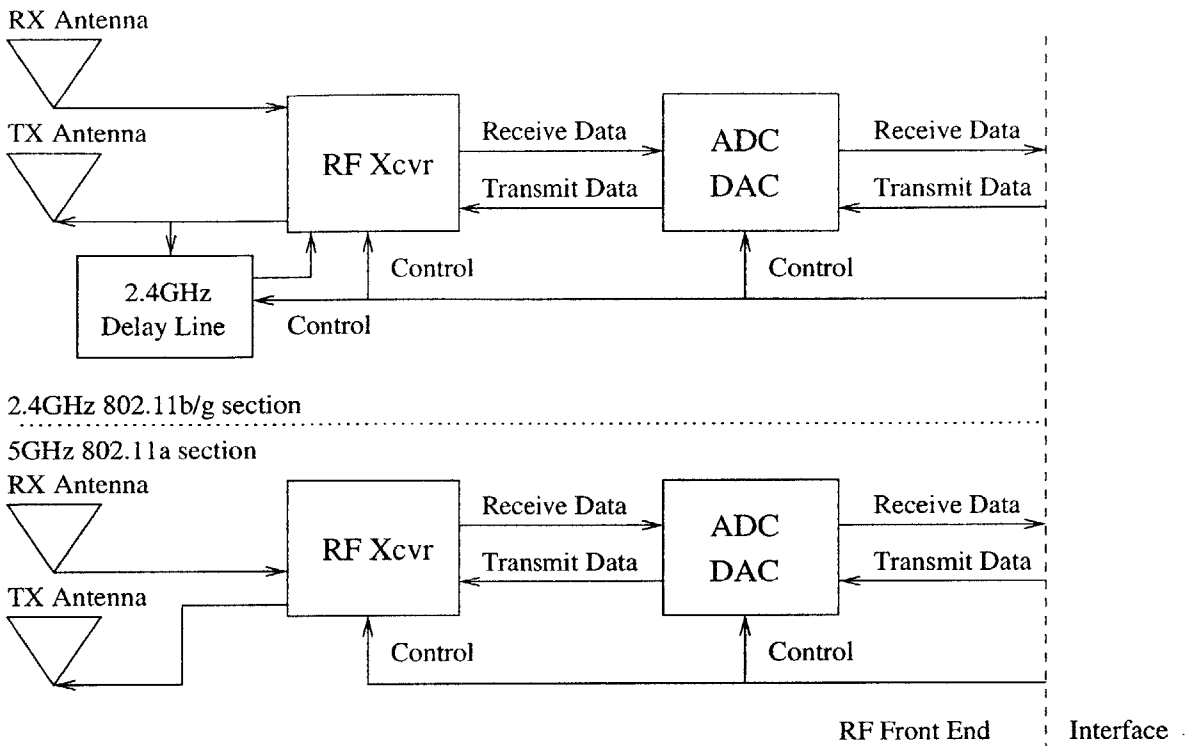 RX Antenna
TX Antenna
RF Xcvr
Receive Data
Transmit Data
ADC
DAC
Receive Data
Transmit Data
Control
Control
2.4GHz
Delay Line
Control
2.4GHz 802.11b/g section
5GHz 802.11a section
RX Antenna
TX Antenna
RF Xcvr
Receive Data
Transmit Data
ADC
DAC
Receive Data
Transmit Data
Control
Control
RF Front End
Interface